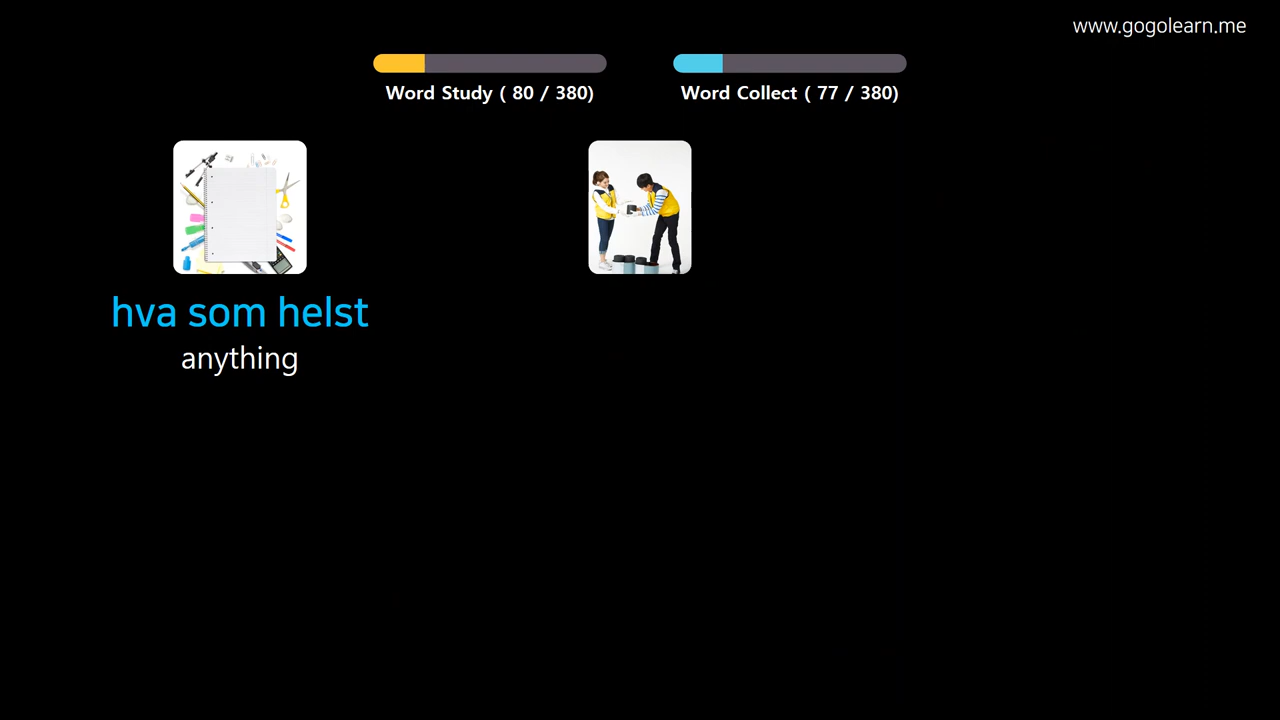 www.gogolearn.me
Word Study ( 80 / 380)
Word Collect ( 77 / 380)
hva som helst
anything